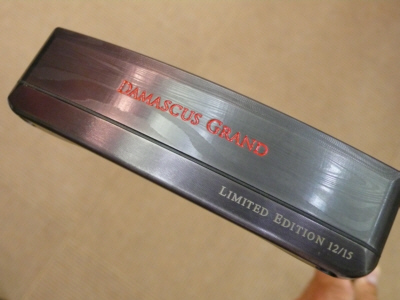 DAMASCUS GRAND
LIMITED EDITION 12/15